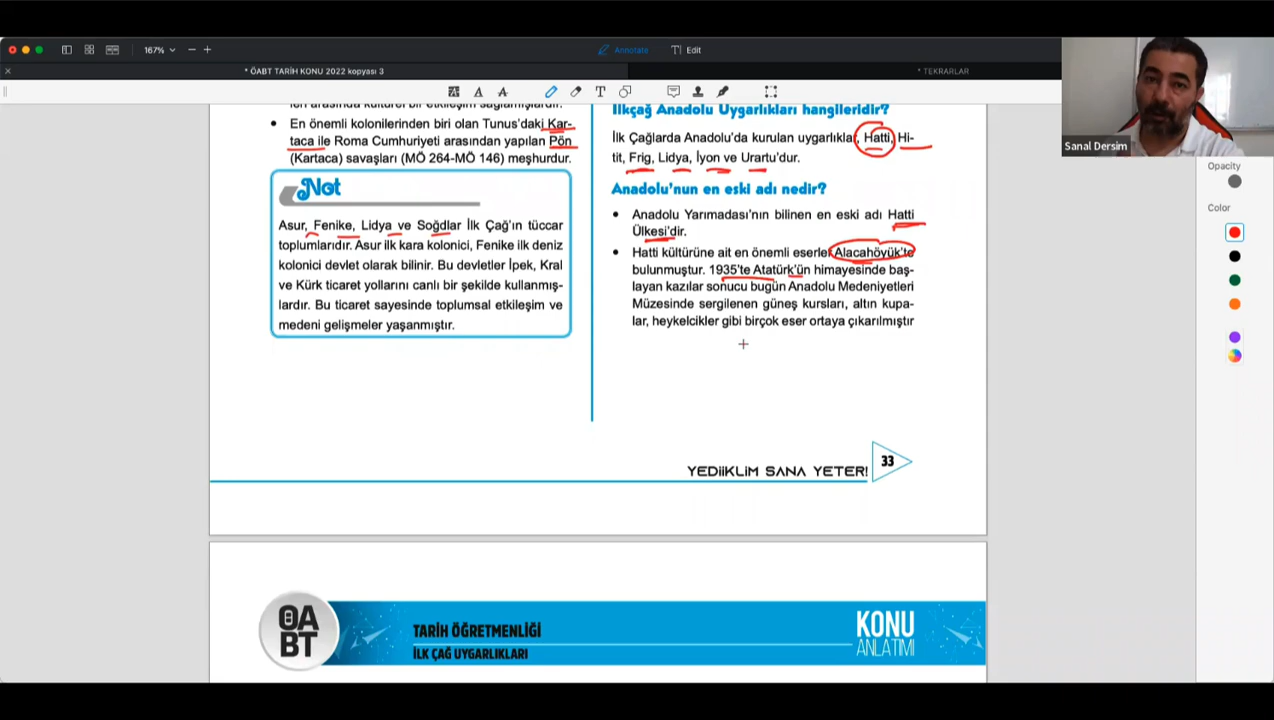 167%
Annotate
Edit
* ÖABT TARİH KONU 2022 kopyası 3
* TEKRARLAR
leri arasında kültürel bir etkileşim sağlamışlardır.
• En önemli kolonilerinden biri olan Tunus'daki Kar-
taca ile Roma Cumhuriyeti arasından yapılan Pön
(Kartaca) savaşları (MÖ 264-MÖ 146) meşhurdur.
Not
Asur, Fenike, Lidya ve Soğdlar İlk Çağ'ın tüccar
toplumlarıdır. Asur ilk kara kolonici, Fenike ilk deniz
kolonici devlet olarak bilinir. Bu devletler İpek, Kral
ve Kürk ticaret yollarını canlı bir şekilde kullanmış-
lardır. Bu ticaret sayesinde toplumsal etkileşim ve
medeni gelişmeler yaşanmıştır.
İlkçağ Anadolu Uygarlıkları hangileridir?
İlk Çağlarda Anadolu'da kurulan uygarlıklar, Hatti, Hi-
tit, Frig, Lidya, İyon ve Urartu'dur.
Anadolu'nun en eski adı nedir?
• Anadolu Yarımadası'nın bilinen en eski adı Hatti
Ülkesi'dir.
• Hatti kültürüne ait en önemli eserler Alacahöyük'te
bulunmuştur. 1935'te Atatürk'ün himayesinde baş-
layan kazılar sonucu bugün Anadolu Medeniyetleri
Müzesinde sergilenen güneş kursları, altın kupa-
lar, heykelcikler gibi birçok eser ortaya çıkarılmıştır
YEDİİKLİM SANA YETER!
33
ÖABT
TARİH ÖĞRETMENLİĞİ
İLK ÇAĞ UYGARLIKLARI
KONU
ANLATIMI
Sanal Dersim
Opacity
Color